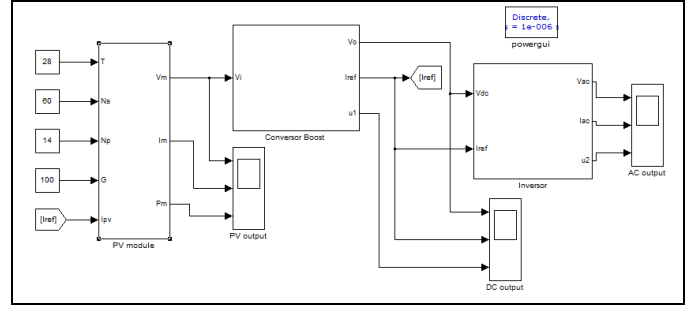 Discrete,
s = 1e-006 s
powergui
28
T
60
Ns
14
Np
100
G
[Iref]
Ipv
Vm
Im
Pm
PV module
PV output
Vi
Vo
Iref
u1
Conversor Boost
[Iref]
Vdc
Iref
Vac
Iac
u2
Inversor
AC output
DC output